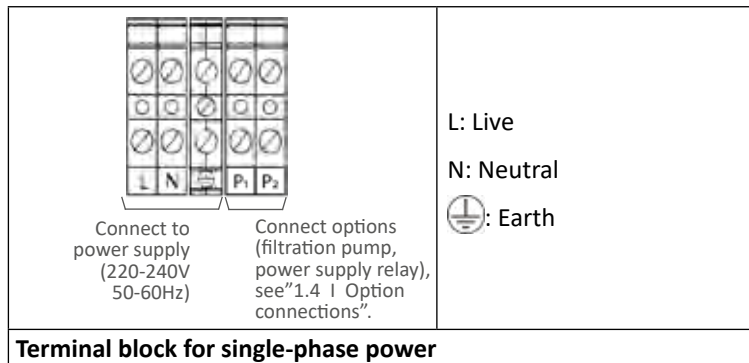 L N P1 P2
Connect to
power supply
(220-240V
50-60Hz)
Connect options
(filtration pump,
power supply relay),
see"1.4 I Option
connections".
L: Live
N: Neutral
: Earth
Terminal block for single-phase power